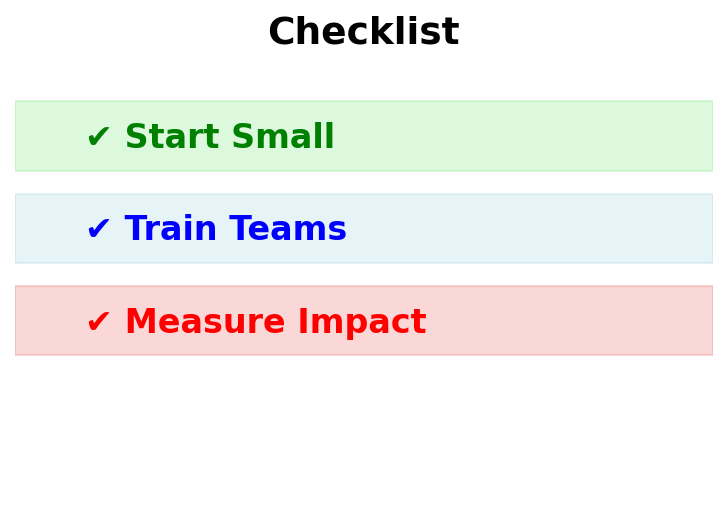 Checklist
✔ Start Small
✔ Train Teams
✔ Measure Impact